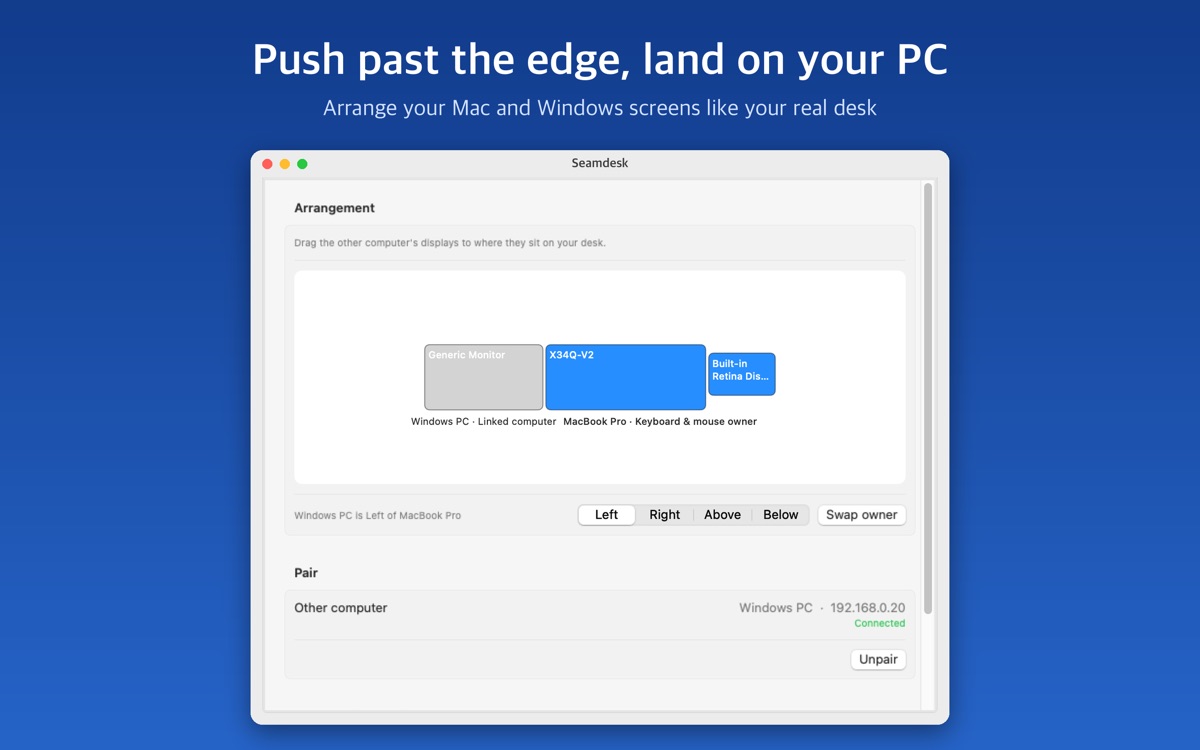 Push past the edge, land on your PC
Arrange your Mac and Windows screens like your real desk
Seamdesk
Arrangement
Drag the other computer's displays to where they sit on your desk.
Generic Monitor
X34Q-V2
Built-in
Retina Dis...
Windows PC · Linked computer
MacBook Pro · Keyboard & mouse owner
Windows PC is Left of MacBook Pro
Left
Right
Above
Below
Swap owner
Pair
Other computer
Windows PC · 192.168.0.20
Connected
Unpair